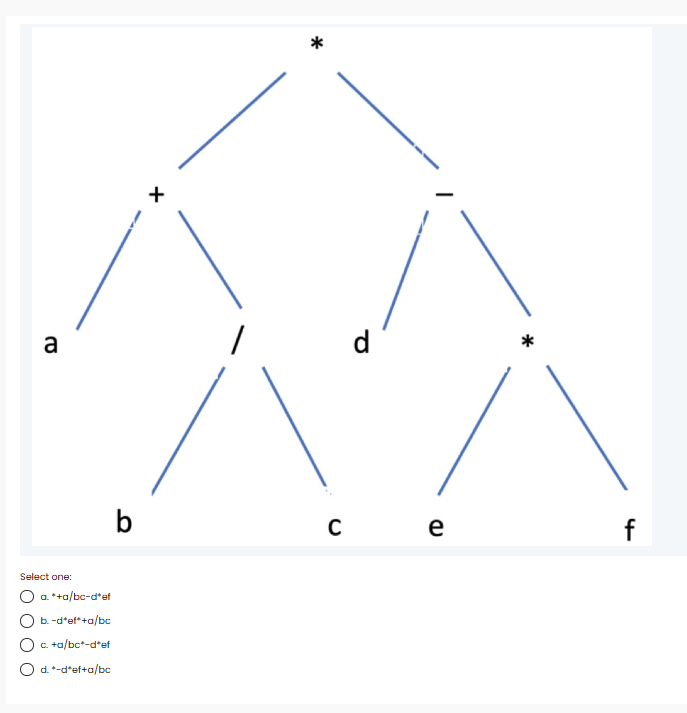 *
+ −
a / d *
b c e f
Select one:
a. *+a/bc-d*ef
b. -d*ef*+a/bc
c. +a/bc*-d*ef
d. *-d*ef+a/bc